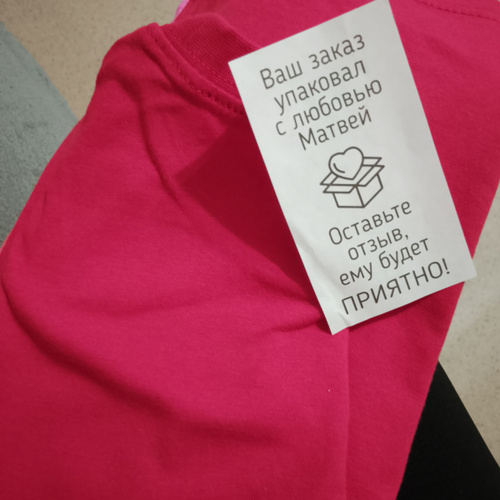 Ваш заказ
упаковал
с любовью
Матвей
Оставьте
отзыв,
ему будет
ПРИЯТНО!